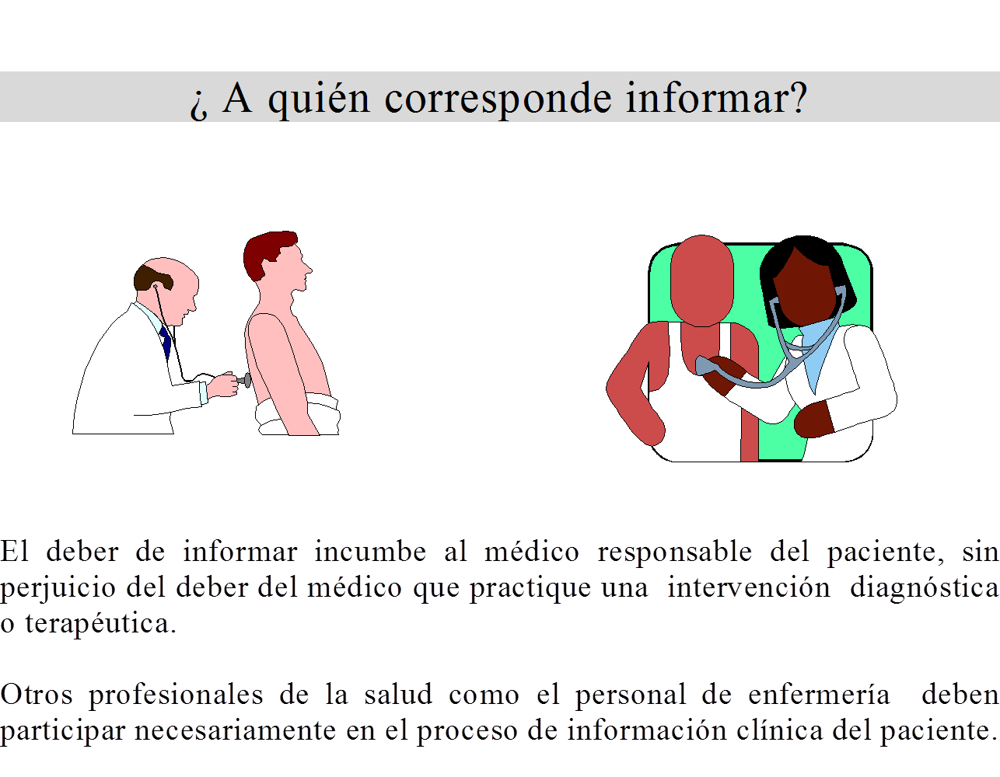 ¿ A quién corresponde informar?
El deber de informar incumbe al médico responsable del paciente, sin
perjuicio del deber del médico que practique una intervención diagnóstica
o terapéutica.
Otros profesionales de la salud como el personal de enfermería deben
participar necesariamente en el proceso de información clínica del paciente.